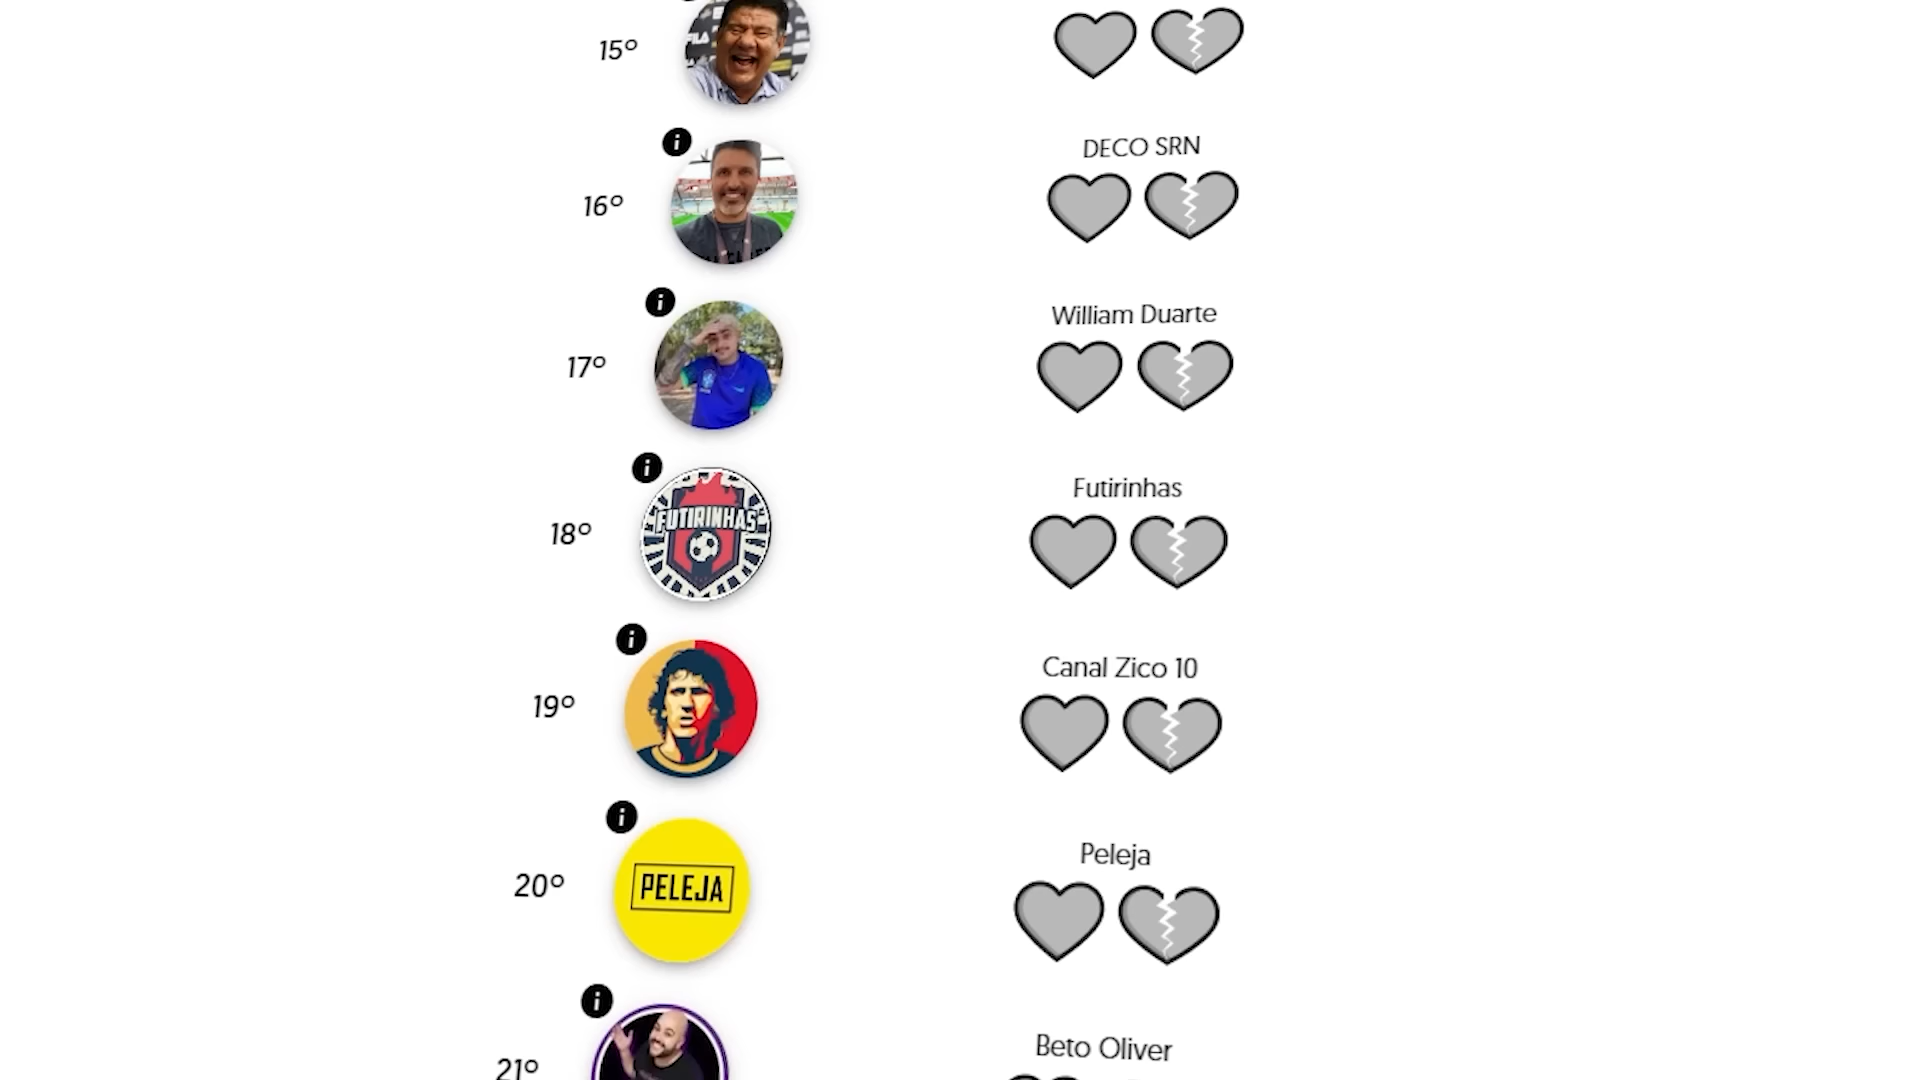 15º
FILA
DECO SRN
16º
William Duarte
17º
Futirinhas
18º
FUTIRINHAS
Canal Zico 10
19º
Peleja
20º
PELEJA
Beto Oliver
21º